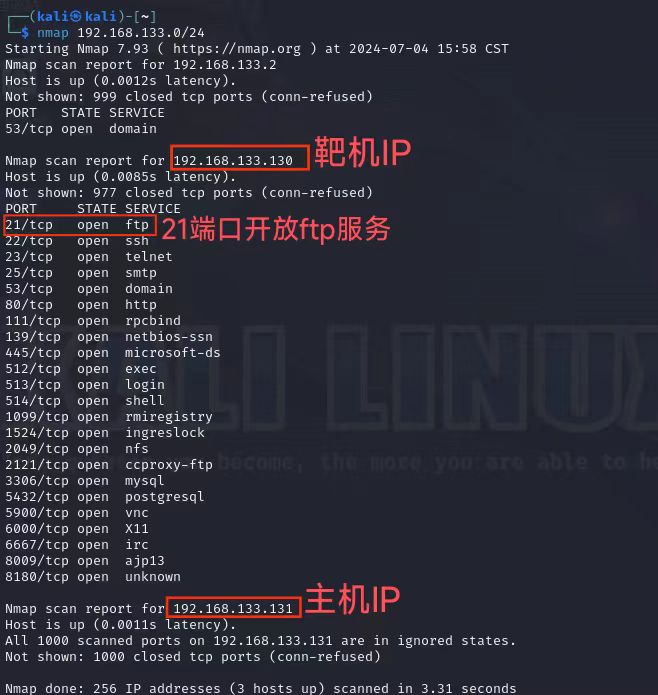 (kali㉿kali)-[~]
$ nmap 192.168.133.0/24
Starting Nmap 7.93 ( https://nmap.org ) at 2024-07-04 15:58 CST
Nmap scan report for 192.168.133.2
Host is up (0.0012s latency).
Not shown: 999 closed tcp ports (conn-refused)
PORT   STATE SERVICE
53/tcp open  domain
Nmap scan report for 192.168.133.130 靶机IP
Host is up (0.0085s latency).
Not shown: 977 closed tcp ports (conn-refused)
PORT     STATE SERVICE
21/tcp   open  ftp 21端口开放ftp服务
22/tcp   open  ssh
23/tcp   open  telnet
25/tcp   open  smtp
53/tcp   open  domain
80/tcp   open  http
111/tcp  open  rpcbind
139/tcp  open  netbios-ssn
445/tcp  open  microsoft-ds
512/tcp  open  exec
513/tcp  open  login
514/tcp  open  shell
1099/tcp open  rmiregistry
1524/tcp open  ingreslock
2049/tcp open  nfs
2121/tcp open  ccproxy-ftp
3306/tcp open  mysql
5432/tcp open  postgresql
5900/tcp open  vnc
6000/tcp open  X11
6667/tcp open  irc
8009/tcp open  ajp13
8180/tcp open  unknown
Nmap scan report for 192.168.133.131 主机IP
Host is up (0.0011s latency).
All 1000 scanned ports on 192.168.133.131 are in ignored states.
Not shown: 1000 closed tcp ports (conn-refused)
Nmap done: 256 IP addresses (3 hosts up) scanned in 3.31 seconds
KALI LINUX
become, the more you are able to